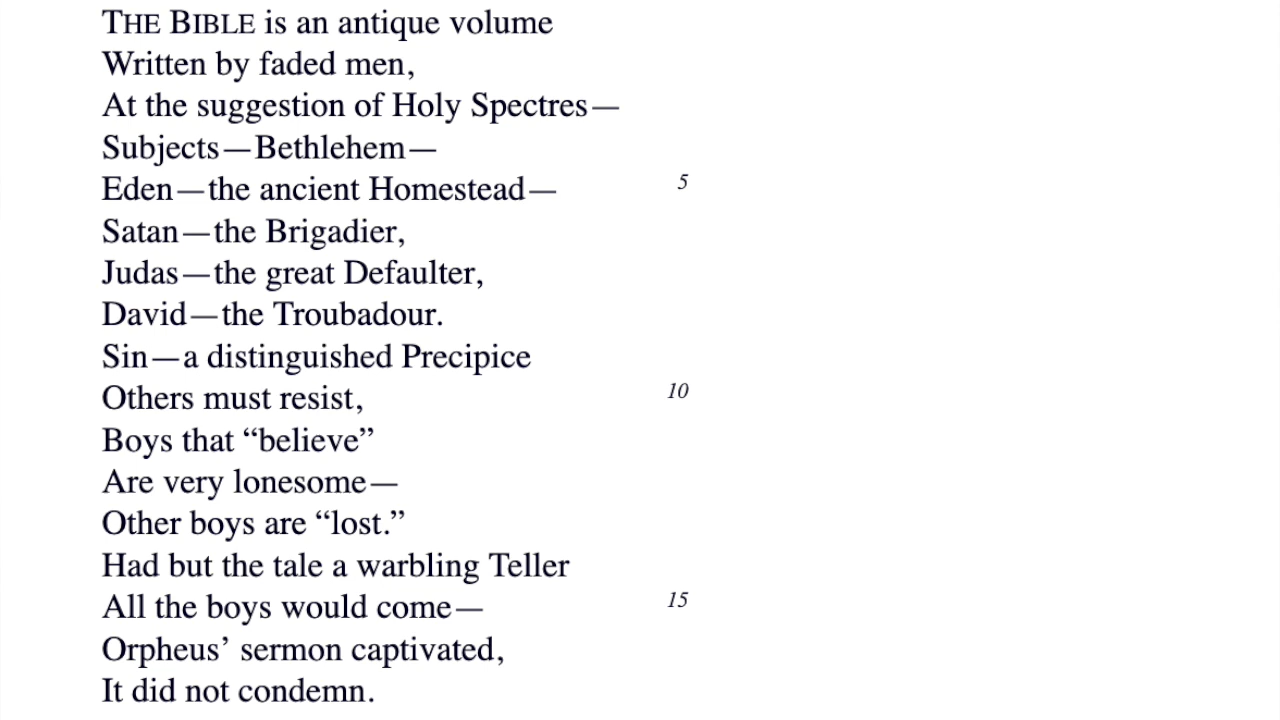 THE BIBLE is an antique volume
Written by faded men,
At the suggestion of Holy Spectres—
Subjects—Bethlehem—
Eden—the ancient Homestead— 5
Satan—the Brigadier,
Judas—the great Defaulter,
David—the Troubadour.
Sin—a distinguished Precipice
Others must resist, 10
Boys that “believe”
Are very lonesome—
Other boys are “lost.”
Had but the tale a warbling Teller
All the boys would come— 15
Orpheus’ sermon captivated,
It did not condemn.